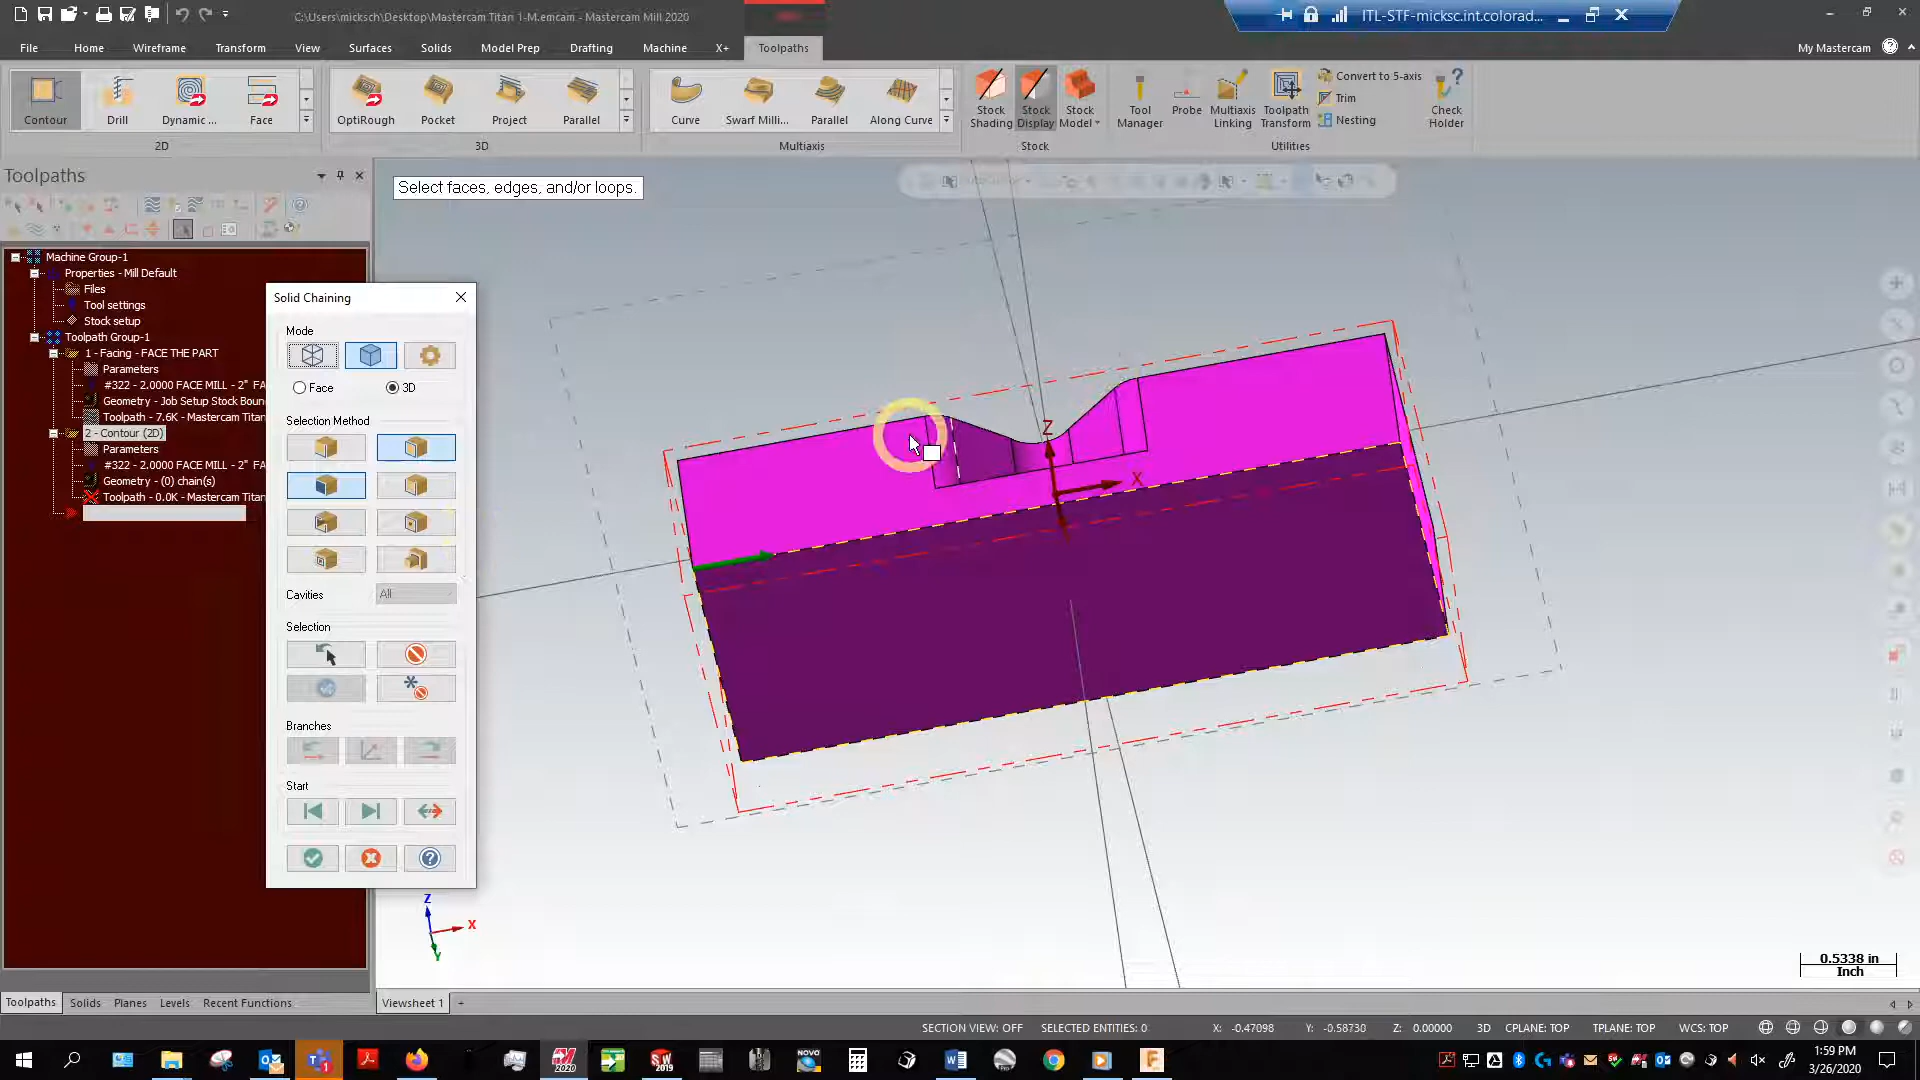 C:\Users\micksch\Desktop\Mastercam Titan 1-M.emcam - Mastercam Mill 2020
ITL-STF-micksc.int.colorad...
File Home Wireframe Transform View Surfaces Solids Model Prep Drafting Machine X+ Toolpaths My Mastercam
Contour Drill Dynamic ... Face
2D
OptiRough Pocket Project Parallel
3D
Curve Swarf Milli... Parallel Along Curve
Multiaxis
Stock Shading
Stock Display
Stock Model
Stock
Tool Manager
Probe
Multiaxis Linking
Toolpath Transform
Convert to 5-axis
Trim
Nesting
Check Holder
Utilities
Toolpaths
Select faces, edges, and/or loops.
Machine Group-1
Properties - Mill Default
Files
Tool settings
Stock setup
Toolpath Group-1
1 - Facing - FACE THE PART
Parameters
#322 - 2.0000 FACE MILL - 2" FA
Geometry - Job Setup Stock Boun
Toolpath - 7.6K - Mastercam Titan
2 - Contour (2D)
Parameters
#322 - 2.0000 FACE MILL - 2" FA
Geometry - (0) chain(s)
Toolpath - 0.0K - Mastercam Titan
Solid Chaining
Mode
Face 3D
Selection Method
Cavities All
Selection
Branches
Start
Z
X
Z
X
Y
0.5338 in
Inch
Toolpaths Solids Planes Levels Recent Functions
Viewsheet 1 +
SECTION VIEW: OFF SELECTED ENTITIES: 0 X: -0.47098 Y: -0.58730 Z: 0.00000 3D CPLANE: TOP TPLANE: TOP WCS: TOP
2020
SW
2019
NOVO
1:59 PM
3/26/2020